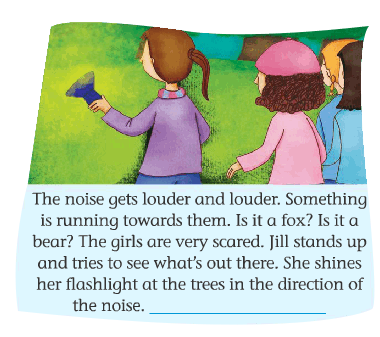 The noise gets louder and louder. Something
is running towards them. Is it a fox? Is it a
bear? The girls are very scared. Jill stands up
and tries to see what's out there. She shines
her flashlight at the trees in the direction of
the noise. ____________________